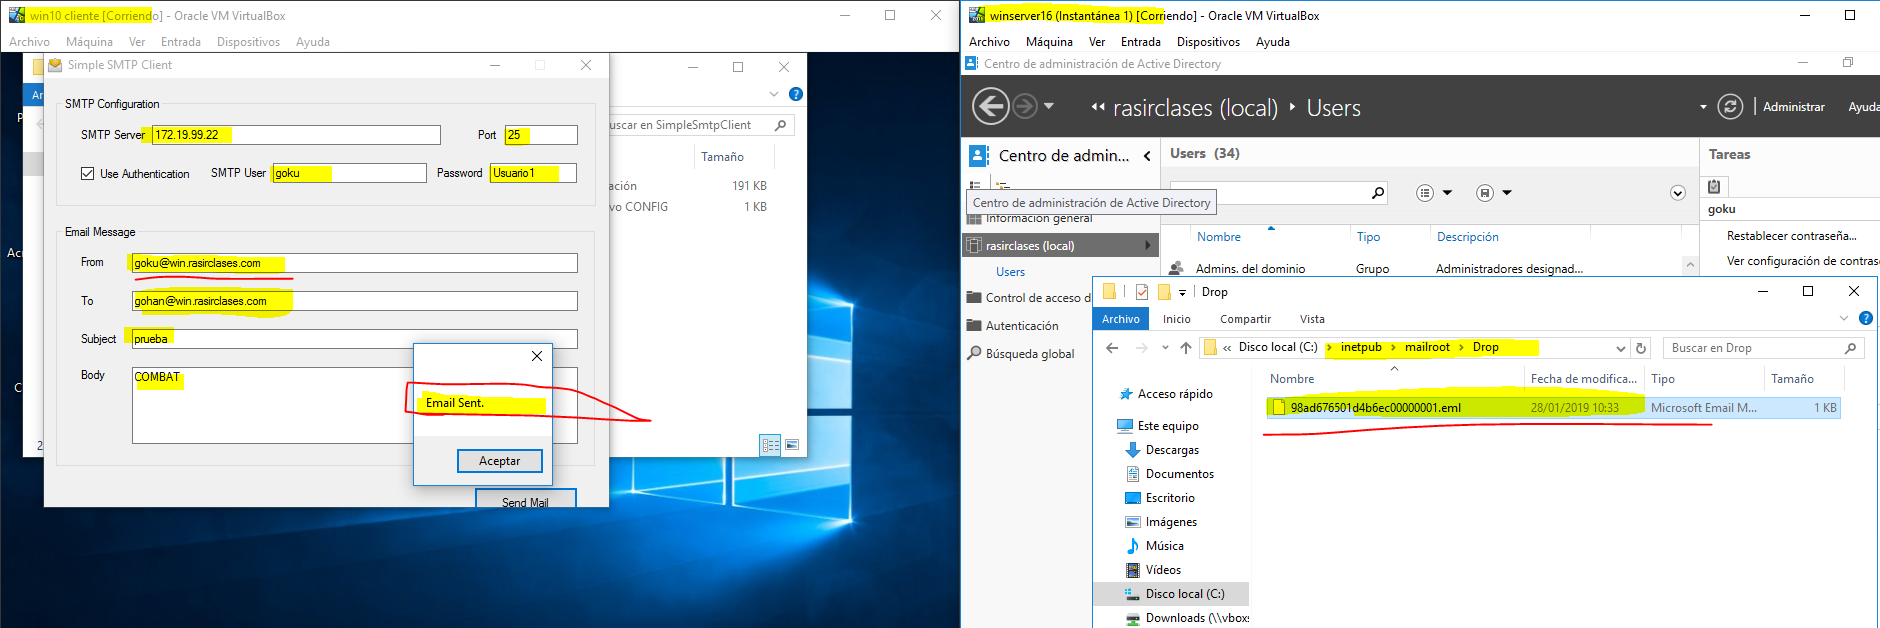 win10 cliente [Corriendo] - Oracle VM VirtualBox
Archivo Máquina Ver Entrada Dispositivos Ayuda
Simple SMTP Client
SMTP Configuration
SMTP Server 172.19.99.22 Port 25
Use Authentication SMTP User goku Password Usuario1
Email Message
From goku@win.rasirclases.com
To gohan@win.rasirclases.com
Subject prueba
Body COMBAT
Email Sent.
Aceptar
Send Mail
Ar
uscar en SimpleSmtpClient
Tamaño
ación 191 KB
vo CONFIG 1 KB
P
Acr
C
2
winserver16 (Instantánea 1) [Corriendo] - Oracle VM VirtualBox
Archivo Máquina Ver Entrada Dispositivos Ayuda
Centro de administración de Active Directory
rasirclases (local) Users
Administrar Ayuda
Centro de admin...
Users (34)
Tareas
Centro de administración de Active Directory
Información general
rasirclases (local)
Users
Control de acceso d
Autenticación
Búsqueda global
Nombre Tipo Descripción
Admins. del dominio Grupo Administradores designad...
goku
Restablecer contraseña...
Ver configuración de contrase
Drop
Archivo Inicio Compartir Vista
« Disco local (C:) › inetpub › mailroot › Drop
Buscar en Drop
Nombre Fecha de modifica... Tipo Tamaño
98ad676501d4b6ec00000001.eml 28/01/2019 10:33 Microsoft Email M... 1 KB
Acceso rápido
Este equipo
Descargas
Documentos
Escritorio
Imágenes
Música
Vídeos
Disco local (C:)
Downloads (\\vboxs